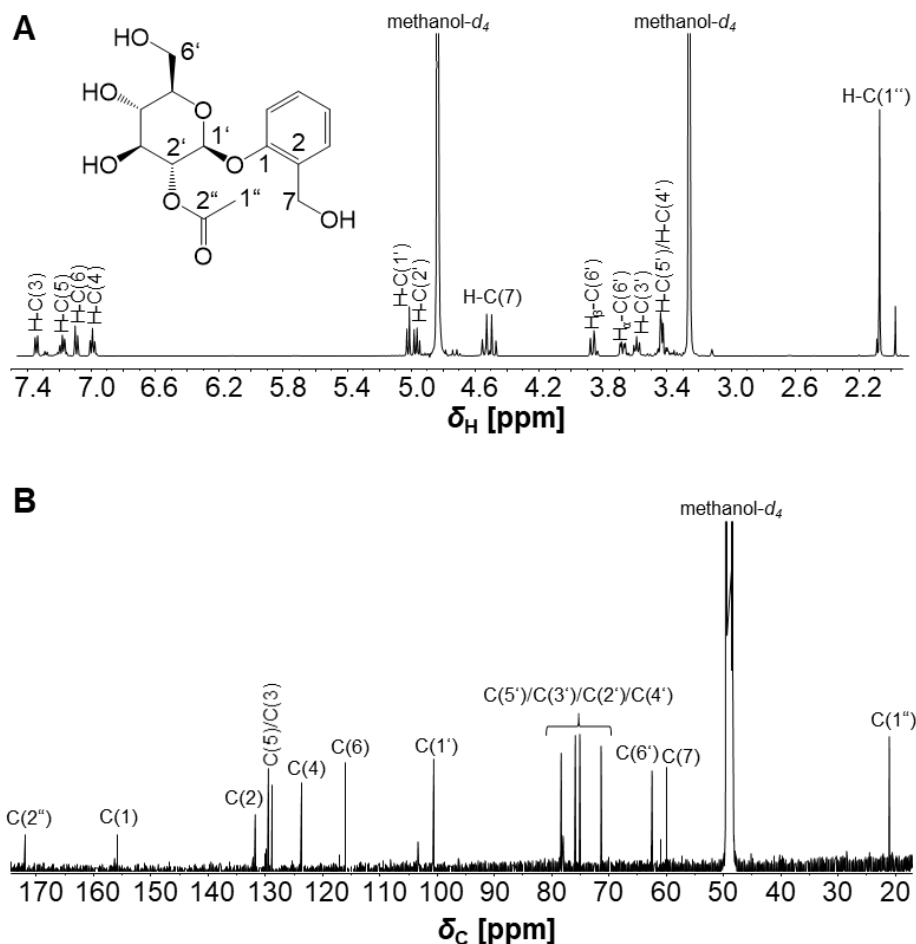 A
methanol-d4
methanol-d4
HO
6‘
H-C(1‘‘)
HO
O
1‘
2
2‘
HO
O
1
O
1“
2“
7
OH
O
H-C(3)
H-C(5)
H-C(6)
H-C(4)
H-C(1')
H-C(2')
H-C(7)
Hβ-C(6')
Hα-C(6')
H-C(3')
H-C(5')/H-C(4')
7.4 7.0 6.6 6.2 5.8 5.4 5.0 4.6 4.2 3.8 3.4 3.0 2.6 2.2
δH [ppm]
B
methanol-d4
C(5‘)/C(3‘)/C(2‘)/C(4‘)
C(5)/C(3)
C(6)
C(1‘)
C(1“)
C(4)
C(6‘)
C(7)
C(2“)
C(1)
C(2)
170 160 150 140 130 120 110 100 90 80 70 60 50 40 30 20
δC [ppm]